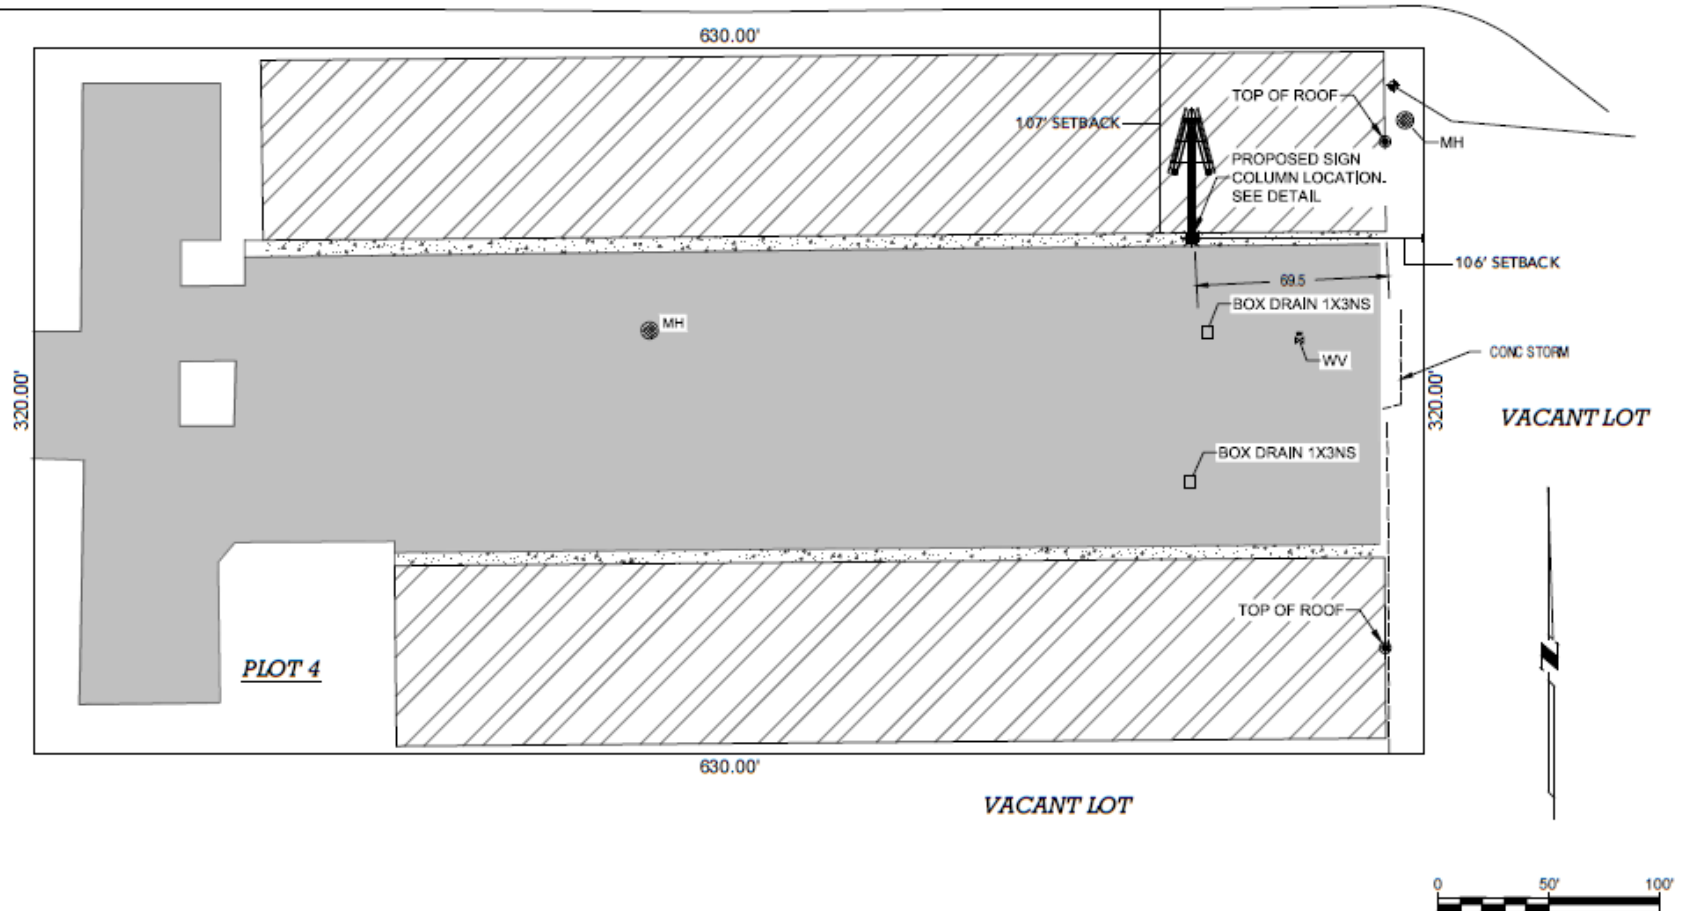 630.00'
TOP OF ROOF
107' SETBACK
MH
PROPOSED SIGN
COLUMN LOCATION.
SEE DETAIL
106' SETBACK
69.5
BOX DRAIN 1X3NS
MH
CONC STORM
WV
320.00'
320.00'
VACANT LOT
BOX DRAIN 1X3NS
TOP OF ROOF
PLOT 4
630.00'
VACANT LOT
0 50' 100'